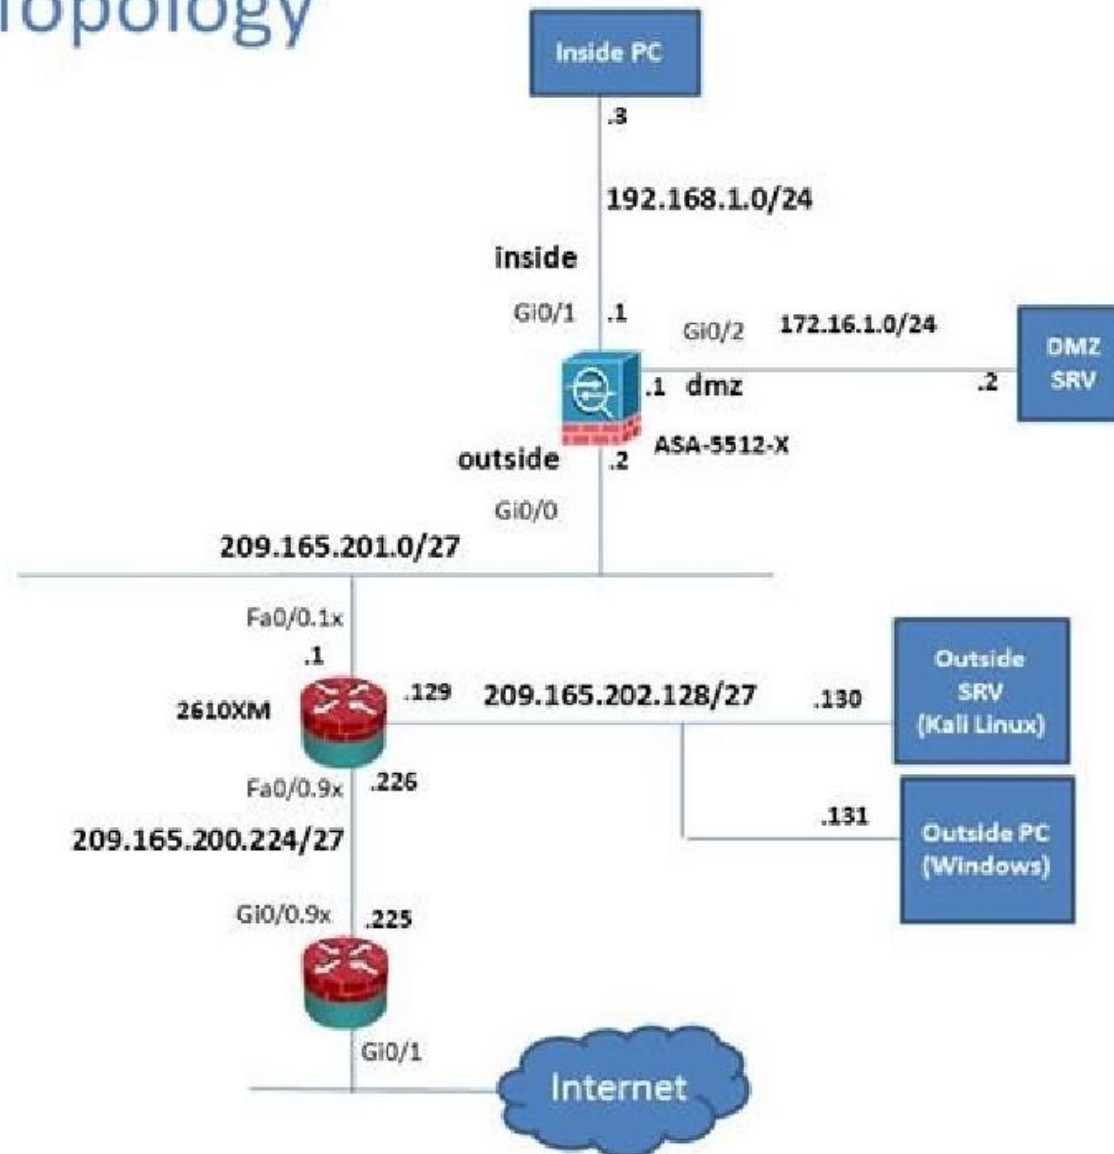 Topology
Inside PC
.3
192.168.1.0/24
inside
Gi0/1
.1
Gi0/2
172.16.1.0/24
DMZ
SRV
.1
dmz
.2
ASA-5512-X
outside
.2
Gi0/0
209.165.201.0/27
Fa0/0.1x
.1
2610XM
.129
209.165.202.128/27
.130
Outside
SRV
(Kali Linux)
Fa0/0.9x
.226
209.165.200.224/27
.131
Outside PC
(Windows)
Gi0/0.9x
.225
Gi0/1
Internet